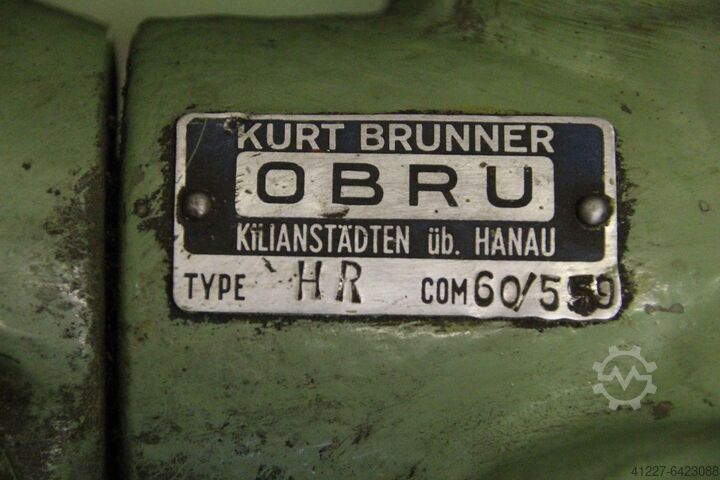 KURT BRUNNER
OBRU
KILIANSTÄDTEN üb. HANAU
TYPE HR COM 60/559
41227-6423088